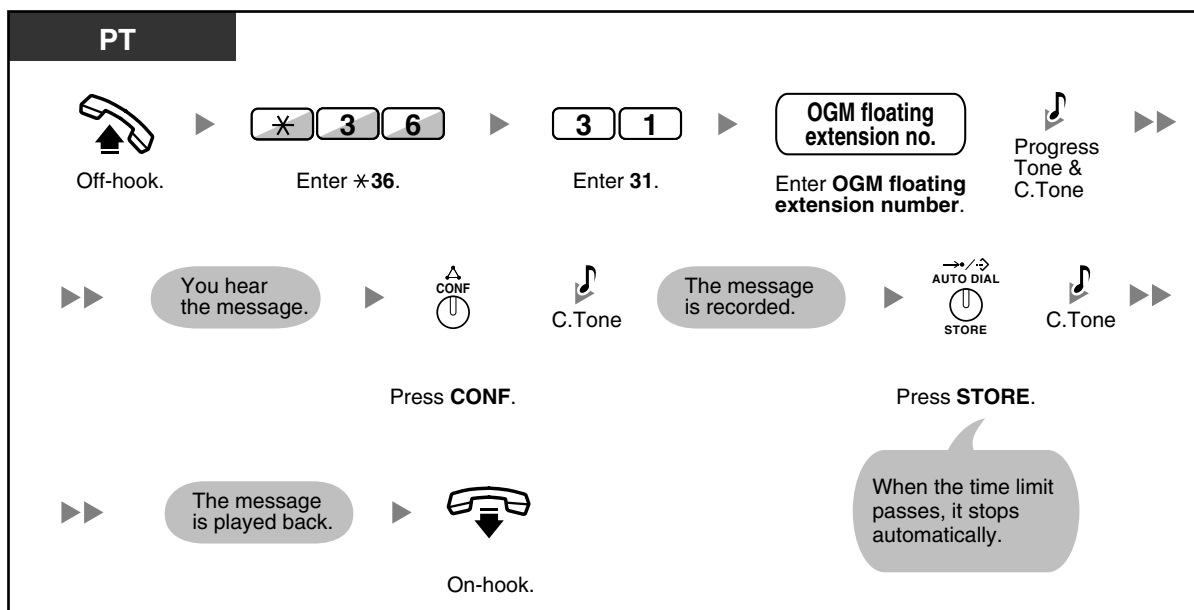 PT
✳ 3 6
3 1
OGM floating
extension no.
Off-hook.
Enter ✳36.
Enter 31.
Enter OGM floating
extension number.
Progress
Tone &
C.Tone
You hear
the message.
CONF
C.Tone
The message
is recorded.
AUTO DIAL
STORE
C.Tone
Press CONF.
Press STORE.
The message
is played back.
When the time limit
passes, it stops
automatically.
On-hook.